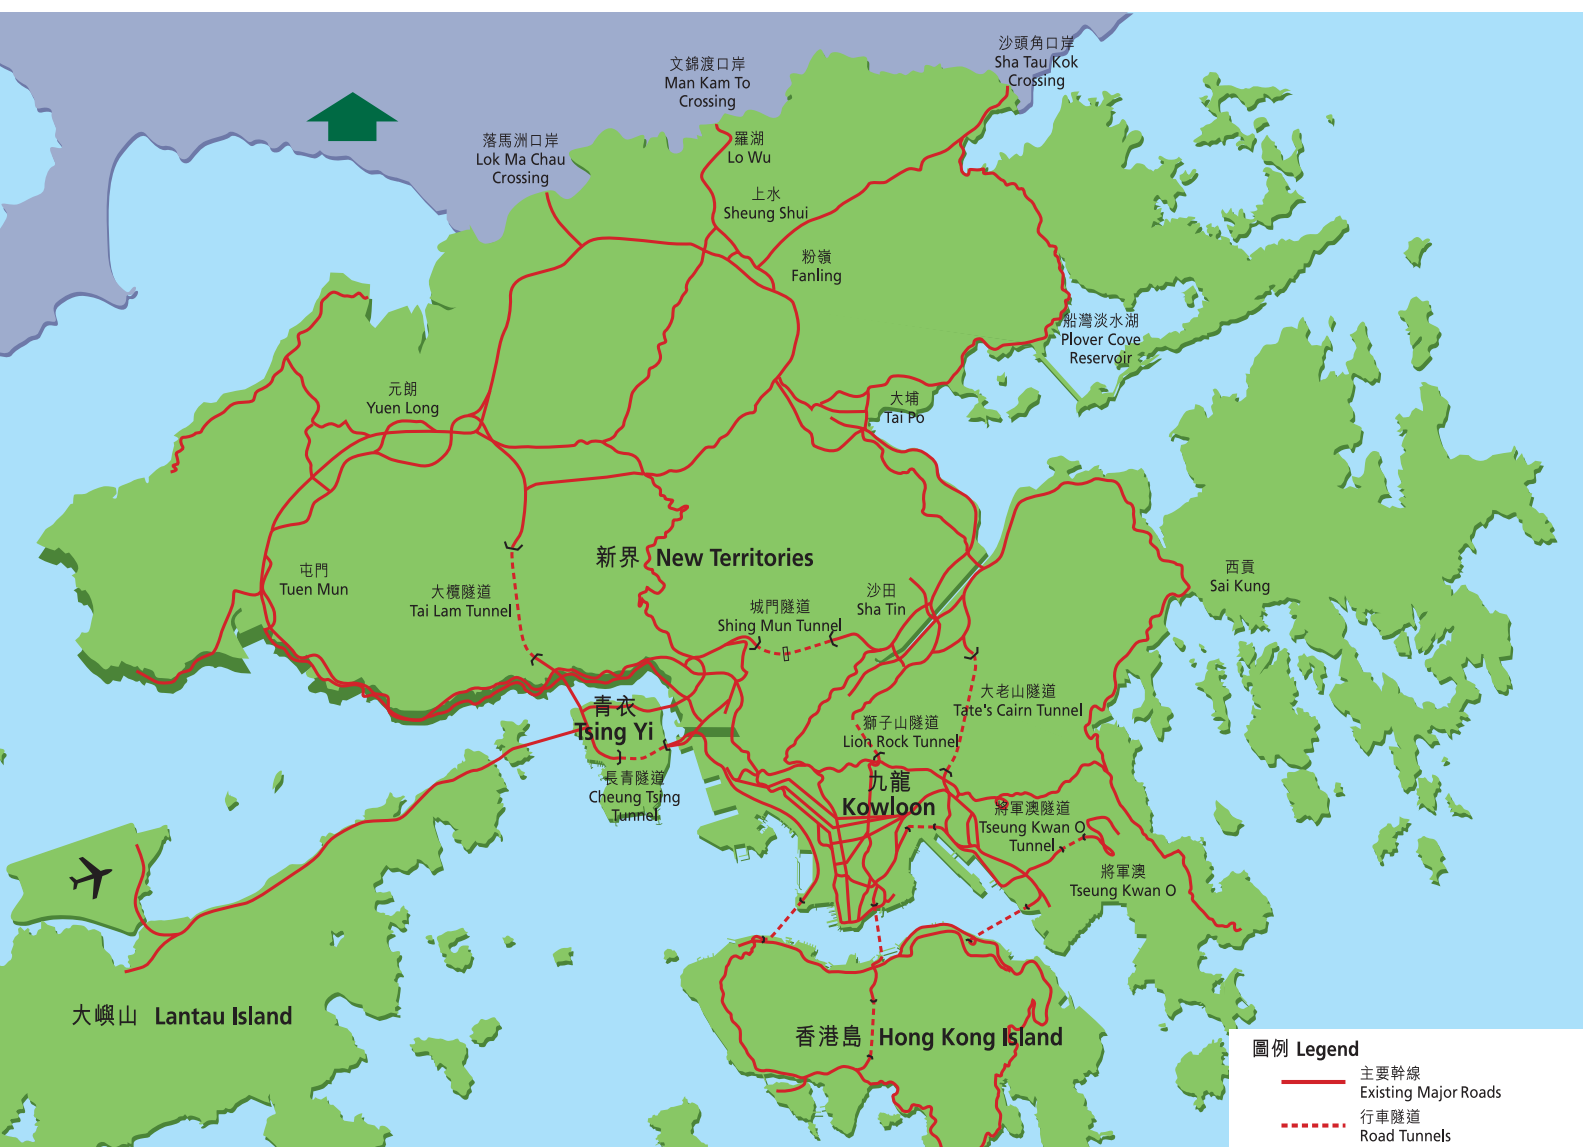 沙頭角口岸
Sha Tau Kok
Crossing
文錦渡口岸
Man Kam To
Crossing
落馬洲口岸
Lok Ma Chau
Crossing
羅湖
Lo Wu
上水
Sheung Shui
粉嶺
Fanling
船灣淡水湖
Plover Cove
Reservoir
元朗
Yuen Long
大埔
Tai Po
新界 New Territories
屯門
Tuen Mun
大欖隧道
Tai Lam Tunnel
城門隧道
Shing Mun Tunnel
沙田
Sha Tin
西貢
Sai Kung
青衣
Tsing Yi
大老山隧道
Tate's Cairn Tunnel
獅子山隧道
Lion Rock Tunnel
長青隧道
Cheung Tsing
Tunnel
九龍
Kowloon
將軍澳隧道
Tseung Kwan O
Tunnel
將軍澳
Tseung Kwan O
大嶼山 Lantau Island
香港島 Hong Kong Island
圖例 Legend
主要幹線
Existing Major Roads
行車隧道
Road Tunnels